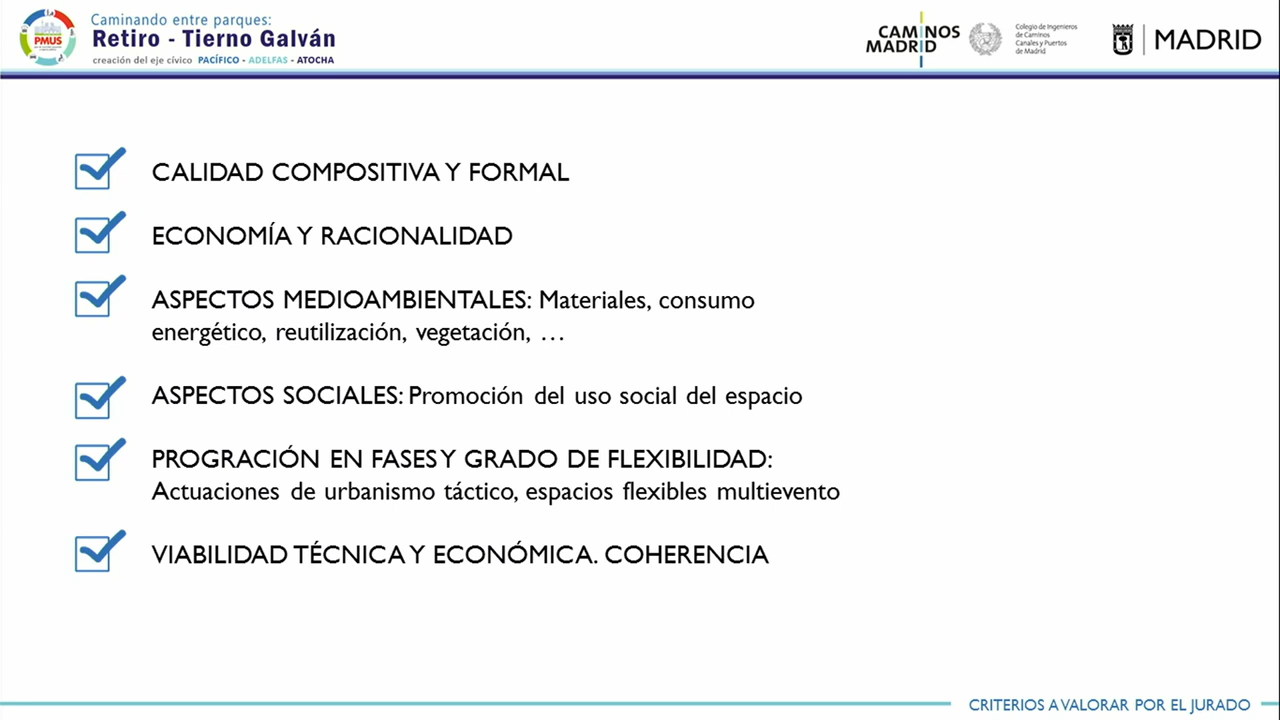 PMUS
Caminando entre parques:
Retiro - Tierno Galván
creación del eje cívico PACÍFICO - ADELFAS - ATOCHA
CAMINOS
MADRID
Colegio de Ingenieros
de Caminos
Canales y Puertos
de Madrid
MADRID
CALIDAD COMPOSITIVA Y FORMAL
ECONOMÍA Y RACIONALIDAD
ASPECTOS MEDIOAMBIENTALES: Materiales, consumo
energético, reutilización, vegetación, …
ASPECTOS SOCIALES: Promoción del uso social del espacio
PROGRACIÓN EN FASES Y GRADO DE FLEXIBILIDAD:
Actuaciones de urbanismo táctico, espacios flexibles multievento
VIABILIDAD TÉCNICA Y ECONÓMICA. COHERENCIA
CRITERIOS A VALORAR POR EL JURADO